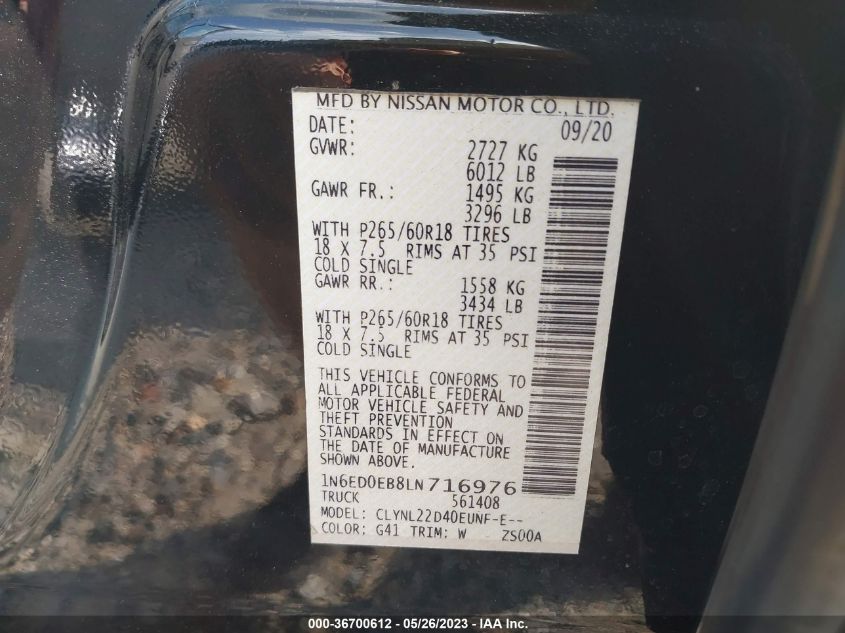 MFD BY NISSAN MOTOR CO., LTD.
DATE: 09/20
GVWR: 2727 KG
6012 LB
GAWR FR.: 1495 KG
3296 LB
WITH P265/60R18 TIRES
18 X 7.5 RIMS AT 35 PSI
COLD SINGLE
GAWR RR.: 1558 KG
3434 LB
WITH P265/60R18 TIRES
18 X 7.5 RIMS AT 35 PSI
COLD SINGLE
THIS VEHICLE CONFORMS TO
ALL APPLICABLE FEDERAL
MOTOR VEHICLE SAFETY AND
THEFT PREVENTION
STANDARDS IN EFFECT ON
THE DATE OF MANUFACTURE
SHOWN ABOVE.
1N6ED0EB8LN716976
TRUCK 561408
MODEL: CLYNL22D40EUNF-E--
COLOR: G41 TRIM: W ZS00A
000-36700612 - 05/26/2023 - IAA Inc.